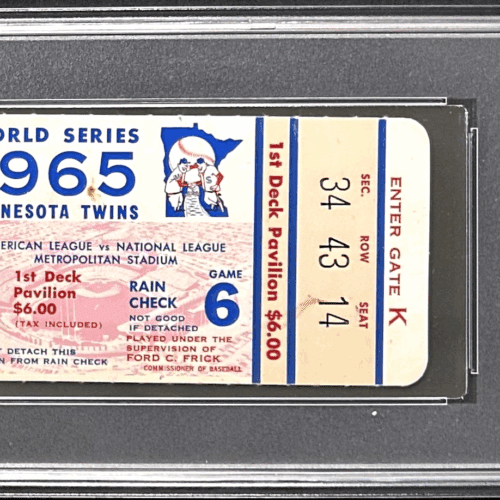 ORLD SERIES
965
NNESOTA TWINS
ERICAN LEAGUE vs NATIONAL LEAGUE
METROPOLITAN STADIUM
1st Deck
Pavilion
$6.00
(TAX INCLUDED)
DETACH THIS
N FROM RAIN CHECK
RAIN
CHECK
NOT GOOD
IF DETACHED
PLAYED UNDER THE
SUPERVISION OF
FORD C. FRICK
COMMISSIONER OF BASEBALL
GAME
6
1st Deck Pavilion $6.00
SEC. ROW SEAT
34 43 14
ENTER GATE K